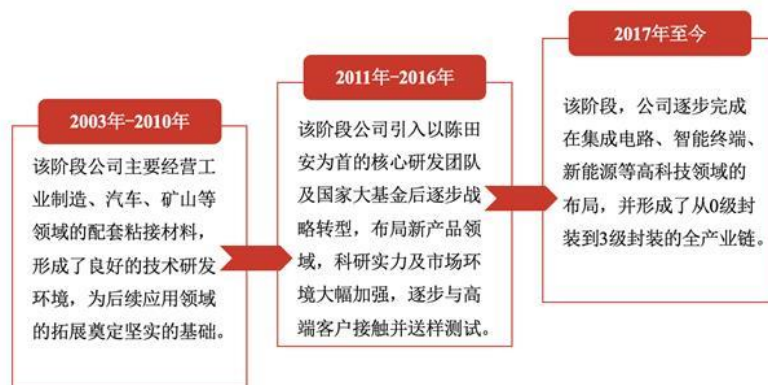 2003年-2010年
该阶段公司主要经营工
业制造、汽车、矿山等
领域的配套粘接材料，
形成了良好的技术研发
环境，为后续应用领域
的拓展奠定坚实的基础。
2011年-2016年
该阶段公司引入以陈田
安为首的核心研发团队
及国家大基金后逐步战
略转型，布局新产品领
域，科研实力及市场环
境大幅加强，逐步与高
端客户接触并送样测试。
2017年至今
该阶段，公司逐步完成
在集成电路、智能终端、
新能源等高科技领域的
布局，并形成了从0级封
装到3级封装的全产业链。